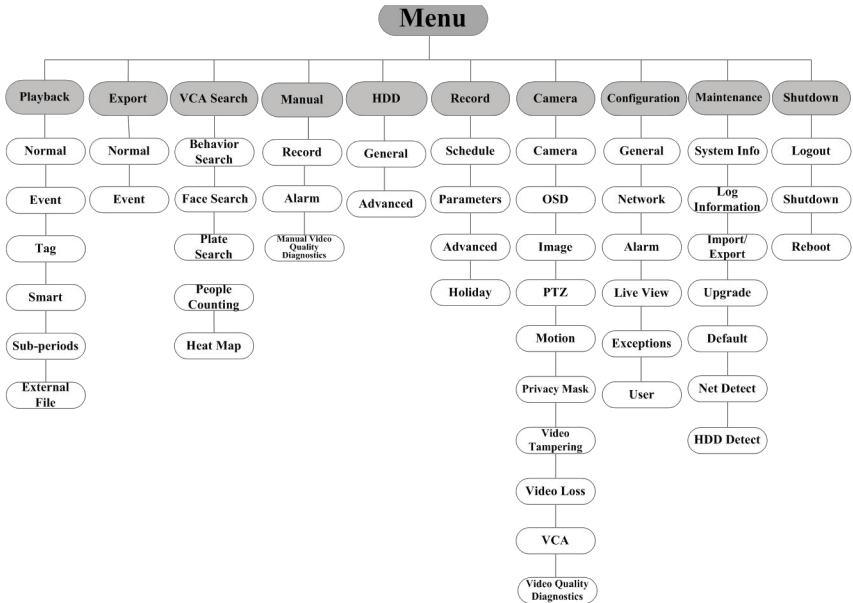 Menu
Playback
Export
VCA Search
Manual
HDD
Record
Camera
Configuration
Maintenance
Shutdown
Normal
Event
Tag
Smart
Sub-periods
External
File
Normal
Event
Behavior
Search
Face Search
Plate
Search
People
Counting
Heat Map
Record
Alarm
Manual Video
Quality
Diagnostics
General
Advanced
Schedule
Parameters
Advanced
Holiday
Camera
OSD
Image
PTZ
Motion
Privacy Mask
Video
Tampering
Video Loss
VCA
Video Quality
Diagnostics
General
Network
Alarm
Live View
Exceptions
User
System Info
Log
Information
Import/
Export
Upgrade
Default
Net Detect
HDD Detect
Logout
Shutdown
Reboot